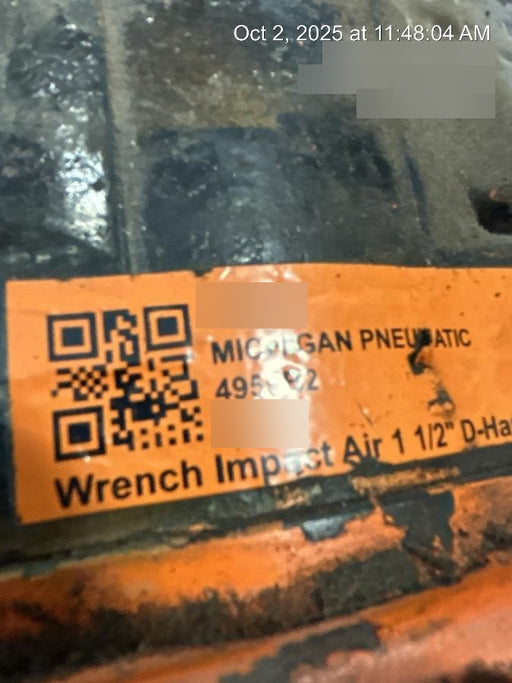 Oct 2, 2025 at 11:48:04 AM
MICHIGAN PNEUMATIC
Wrench Impact Air 1 1/2" D-Ha